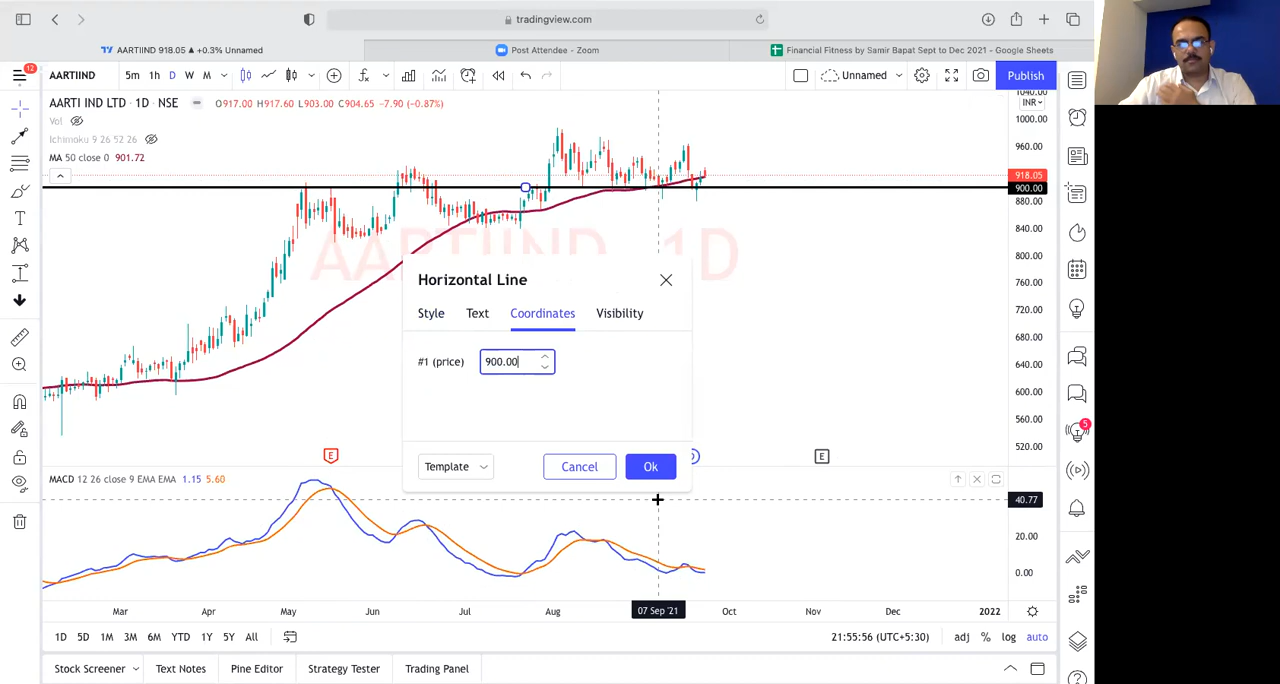 tradingview.com
AARTIIND 918.05 ▲ +0.3% Unnamed
Post Attendee - Zoom
Financial Fitness by Samir Bapat Sept to Dec 2021 - Google Sheets
12
AARTIIND
5m 1h D W M
Unnamed
Publish
AARTI IND LTD · 1D · NSE
O917.00 H917.60 L903.00 C904.65 -7.90 (-0.87%)
Vol
Ichimoku 9 26 52 26
MA 50 close 0 901.72
AARTIIND 1D
1040.00
INR
1000.00
960.00
918.05
900.00
880.00
840.00
800.00
760.00
720.00
680.00
640.00
600.00
560.00
520.00
Horizontal Line
Style Text Coordinates Visibility
#1 (price) 900.00
Template
Cancel
Ok
E
E
MACD 12 26 close 9 EMA EMA 1.15 5.60
40.77
20.00
0.00
5
Mar Apr May Jun Jul Aug 07 Sep '21 Oct Nov Dec 2022
1D 5D 1M 3M 6M YTD 1Y 5Y All
21:55:56 (UTC+5:30)
adj % log auto
Stock Screener Text Notes Pine Editor Strategy Tester Trading Panel